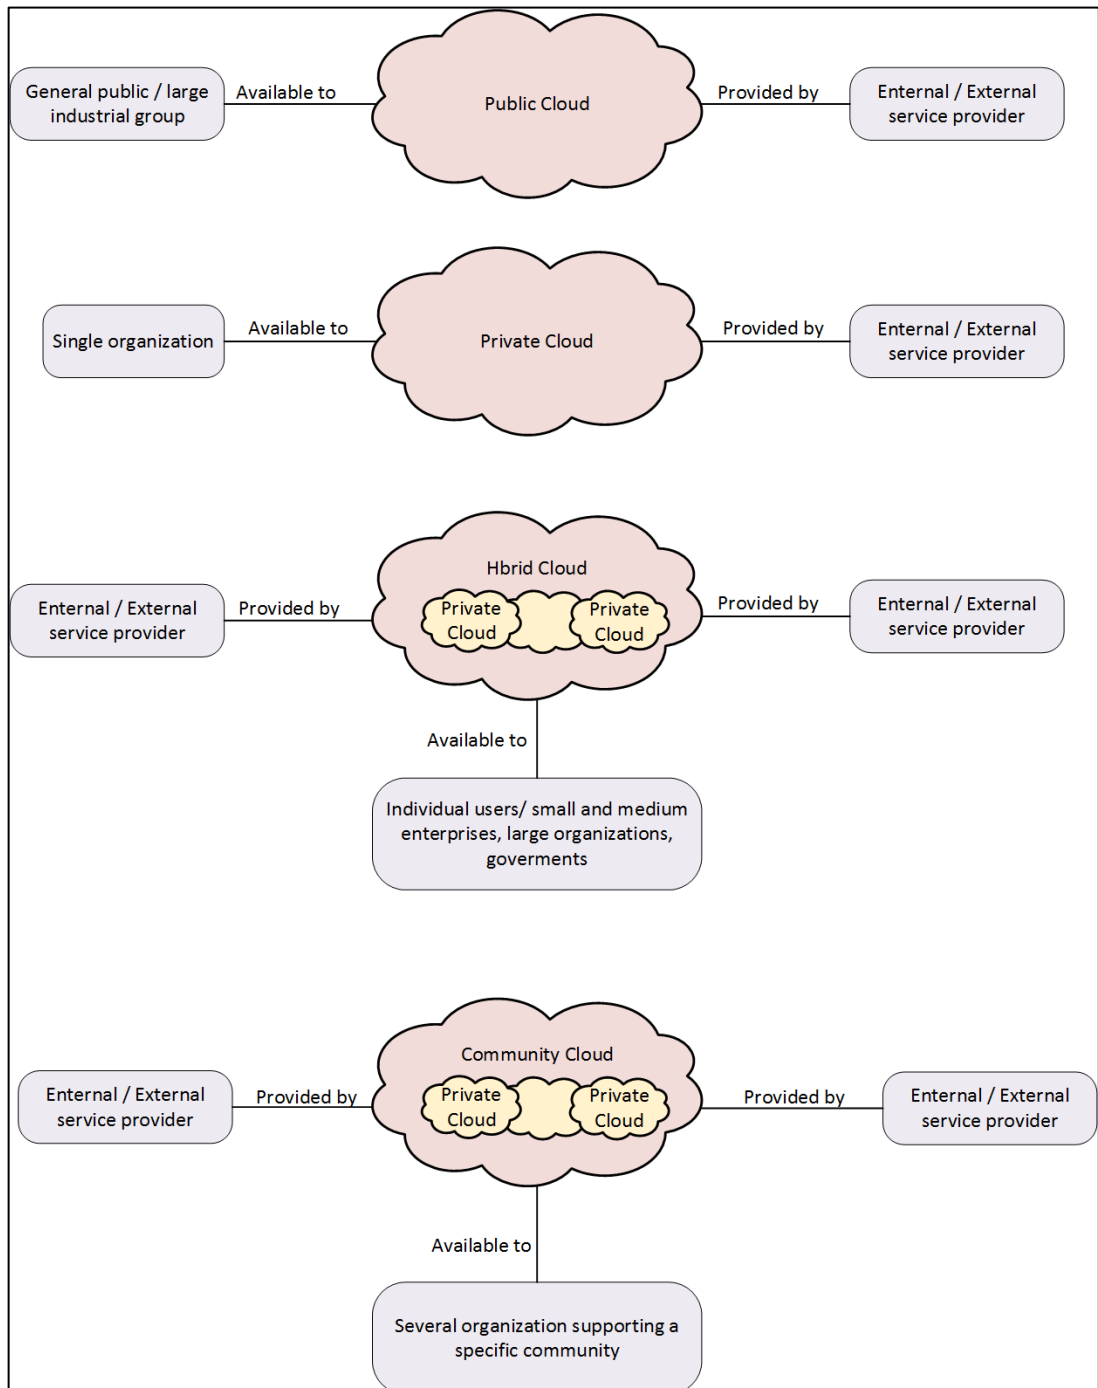 General public / large
industrial group
Available to
Public Cloud
Provided by
Enternal / External
service provider
Single organization
Available to
Private Cloud
Provided by
Enternal / External
service provider
Hbrid Cloud
Private
Cloud
Private
Cloud
Enternal / External
service provider
Provided by
Provided by
Enternal / External
service provider
Available to
Individual users/ small and medium
enterprises, large organizations,
goverments
Community Cloud
Private
Cloud
Private
Cloud
Enternal / External
service provider
Provided by
Provided by
Enternal / External
service provider
Available to
Several organization supporting a
specific community